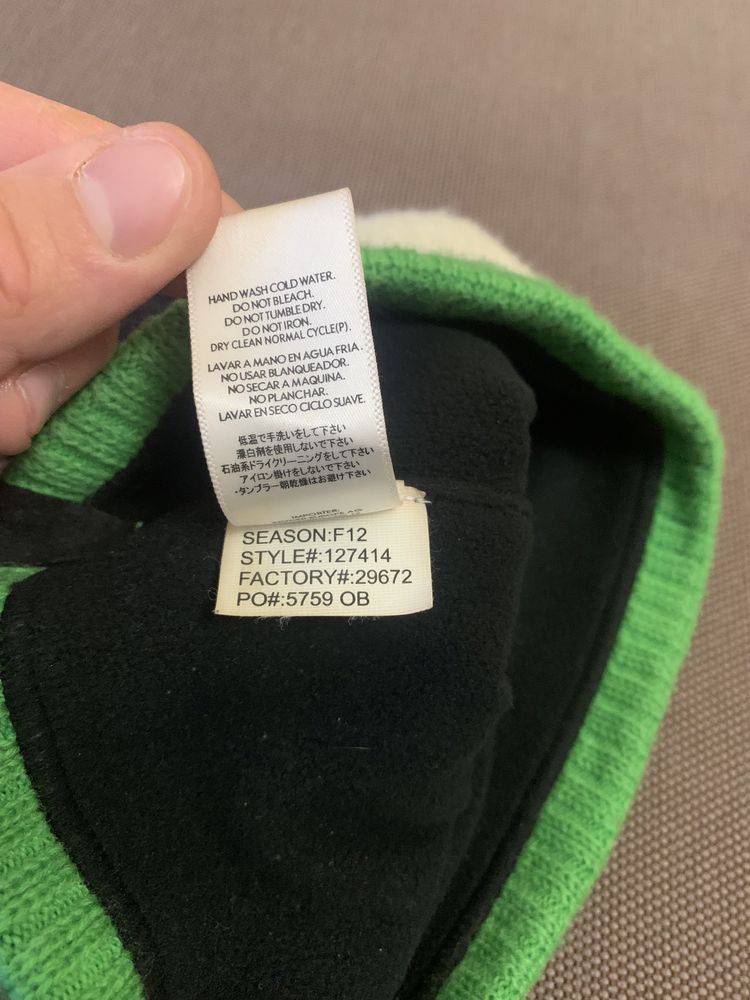 HAND WASH COLD WATER.
DO NOT BLEACH.
DO NOT TUMBLE DRY.
DO NOT IRON.
DRY CLEAN NORMAL CYCLE(P).
LAVAR A MANO EN AGUA FRIA.
NO USAR BLANQUEADOR.
NO SECAR A MAQUINA.
NO PLANCHAR.
LAVAR EN SECO CICLO SUAVE.
低温で手洗いをして下さい
漂白剤を使用しないで下さい
石油系ドライクリーニングをして下さい
アイロン掛けをしないで下さい
・タンブラー朝乾燥はお避け下さい
IMPORTER:
SEASON:F12
STYLE#:127414
FACTORY#:29672
PO#:5759 OB